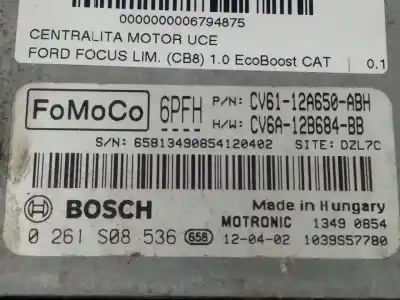 0000000006794875
CENTRALITA MOTOR UCE
FORD FOCUS LIM. (CB8) 1.0 EcoBoost CAT | 0.1
FoMoCo 6PFH P/N: CV61-12A650-ABH
H/W: CV6A-12B684-BB
S/N: 65B13490854120402 SITE: DZL7C
BOSCH Made in Hungary
MOTRONIC 1349 0854
0 261 S08 536 65B 12-04-02 1039S57780